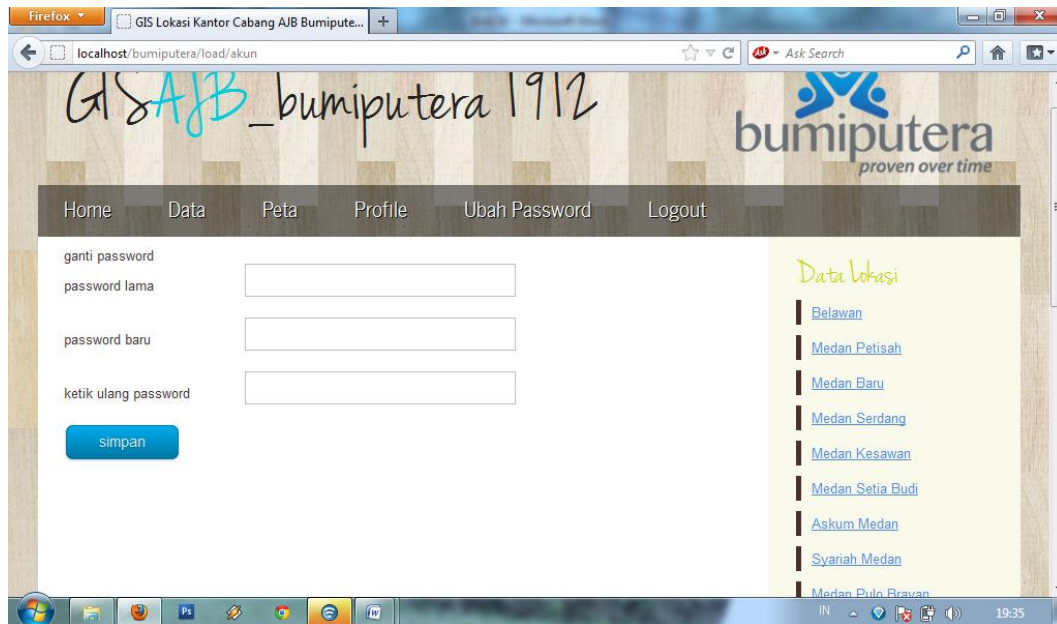 Firefox
GIS Lokasi Kantor Cabang AJB Bumipute...
localhost/bumiputera/load/akun
Ask Search
GISAJB_bumiputera 1912
bumiputera
proven over time
Home Data Peta Profile Ubah Password Logout
ganti password
password lama
password baru
ketik ulang password
simpan
Data Lokasi
Belawan
Medan Petisah
Medan Baru
Medan Serdang
Medan Kesawan
Medan Setia Budi
Askum Medan
Syariah Medan
Medan Pulo Brayan
Ps
IN
19:35